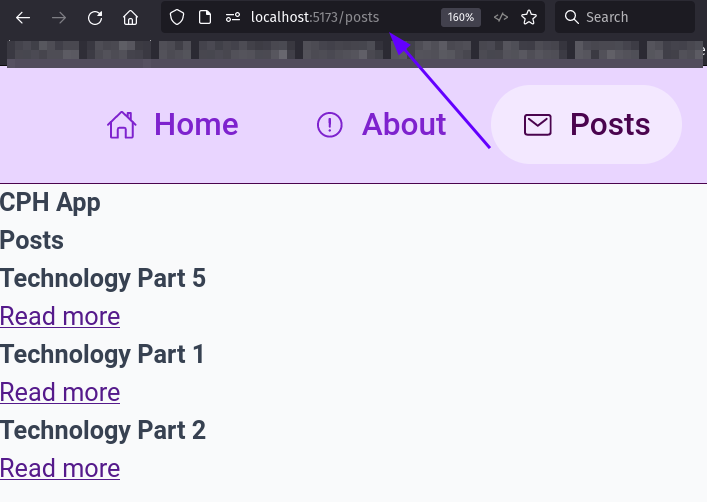 localhost:5173/posts 160% Search
Home About Posts
CPH App
Posts
Technology Part 5
Read more
Technology Part 1
Read more
Technology Part 2
Read more